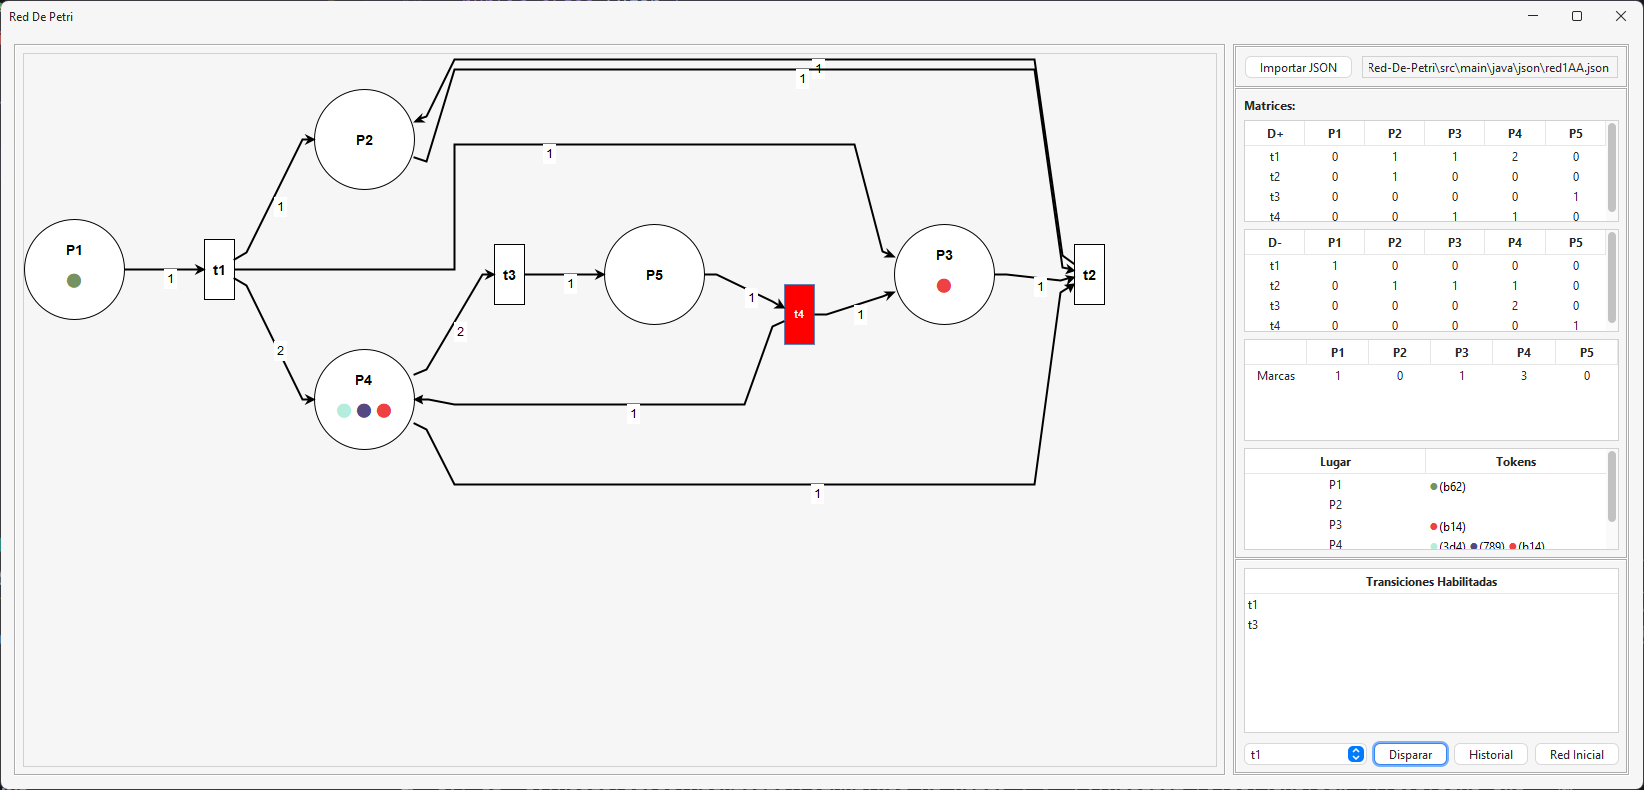 Red De Petri
1
1
P2
1
1
P1
1
t1
P3
1
t3
1
P5
1
t4
1
1
t2
2
2
P4
1
1
Importar JSON
Red-De-Petri\src\main\java\json\red1AA.json
Matrices:
D+ P1 P2 P3 P4 P5
t1 0 1 1 2 0
t2 0 1 0 0 0
t3 0 0 0 0 1
t4 0 0 1 1 0
D- P1 P2 P3 P4 P5
t1 1 0 0 0 0
t2 0 1 1 1 0
t3 0 0 0 2 0
t4 0 0 0 0 1
P1 P2 P3 P4 P5
Marcas 1 0 1 3 0
Lugar Tokens
P1 (b62)
P2
P3 (b14)
P4 (3d4) (789) (b14)
Transiciones Habilitadas
t1
t3
t1 Disparar Historial Red Inicial